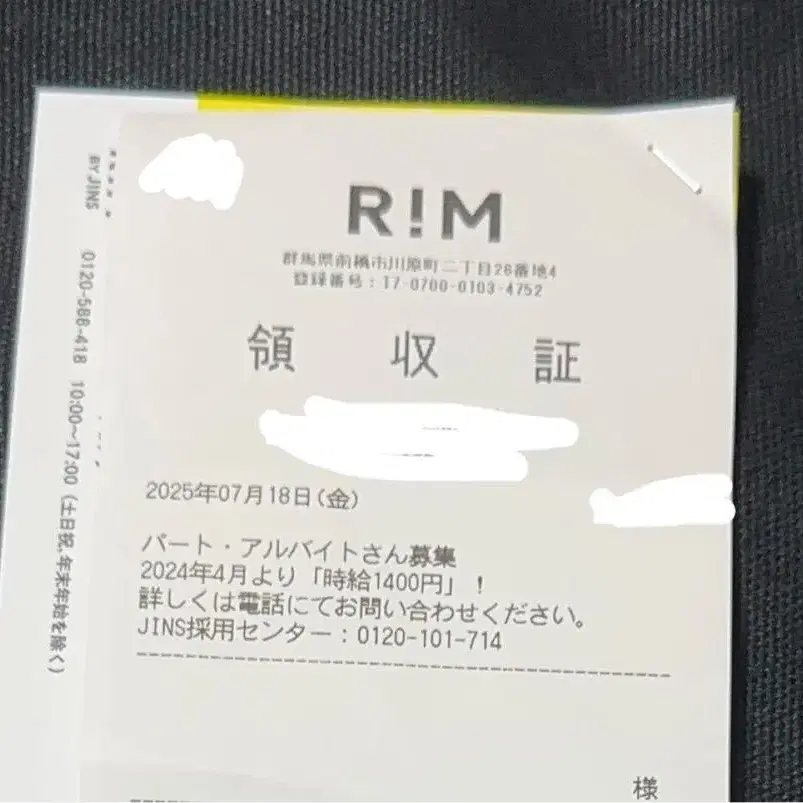 R!M
群馬県前橋市川原町二丁目26番地4
登録番号：T7-0700-0103-4752
領収証
2025年07月18日(金)
パート・アルバイトさん募集
2024年4月より「時給1400円」！
詳しくは電話にてお問い合わせください。
JINS採用センター：0120-101-714
様
BY JINS
0120-588-418 10:00〜17:00（土日祝、年末年始を除く）